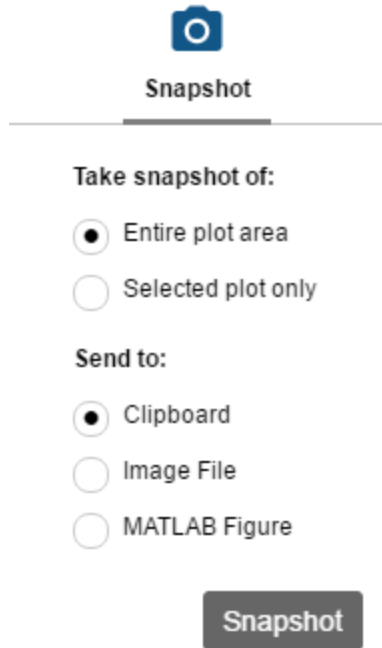 Snapshot
Take snapshot of:
Entire plot area
Selected plot only
Send to:
Clipboard
Image File
MATLAB Figure
Snapshot